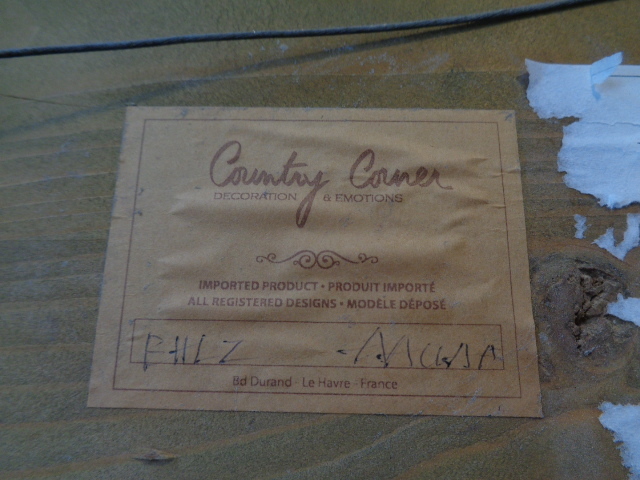 Country Corner
DECORATION & EMOTIONS
IMPORTED PRODUCT • PRODUIT IMPORTÉ
ALL REGISTERED DESIGNS • MODÈLE DÉPOSÉ
Bd Durand - Le Havre - France